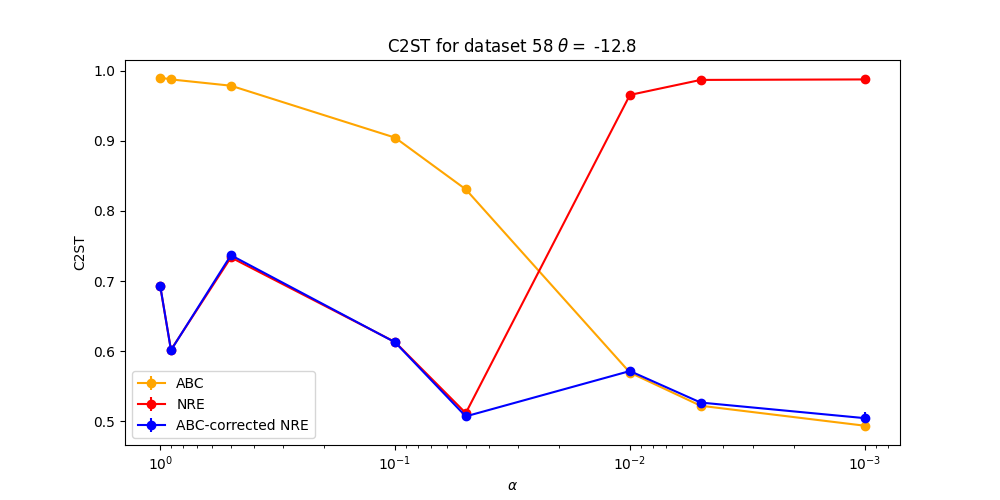 C2ST for dataset 58 θ = -12.8
1.0
0.9
0.8
0.7
0.6
0.5
C2ST
ABC
NRE
ABC-corrected NRE
10⁰
10⁻¹
10⁻²
10⁻³
α